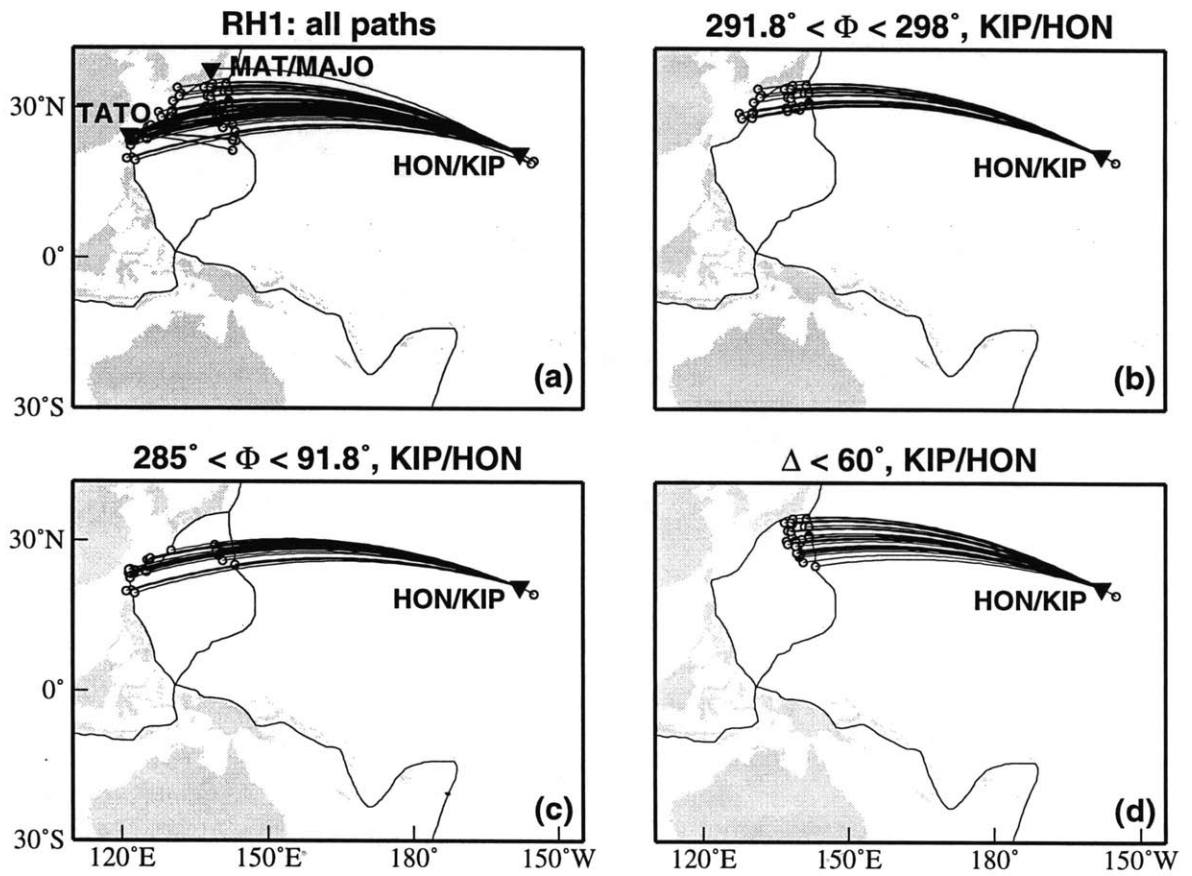 RH1: all paths
291.8° < Φ < 298°, KIP/HON
MAT/MAJO
30°N
TATO
HON/KIP
HON/KIP
0°
30°S
(a)
(b)
285° < Φ < 91.8°, KIP/HON
Δ < 60°, KIP/HON
30°N
HON/KIP
HON/KIP
0°
30°S
(c)
(d)
120°E
150°E
180°
150°W
120°E
150°E
180°
150°W